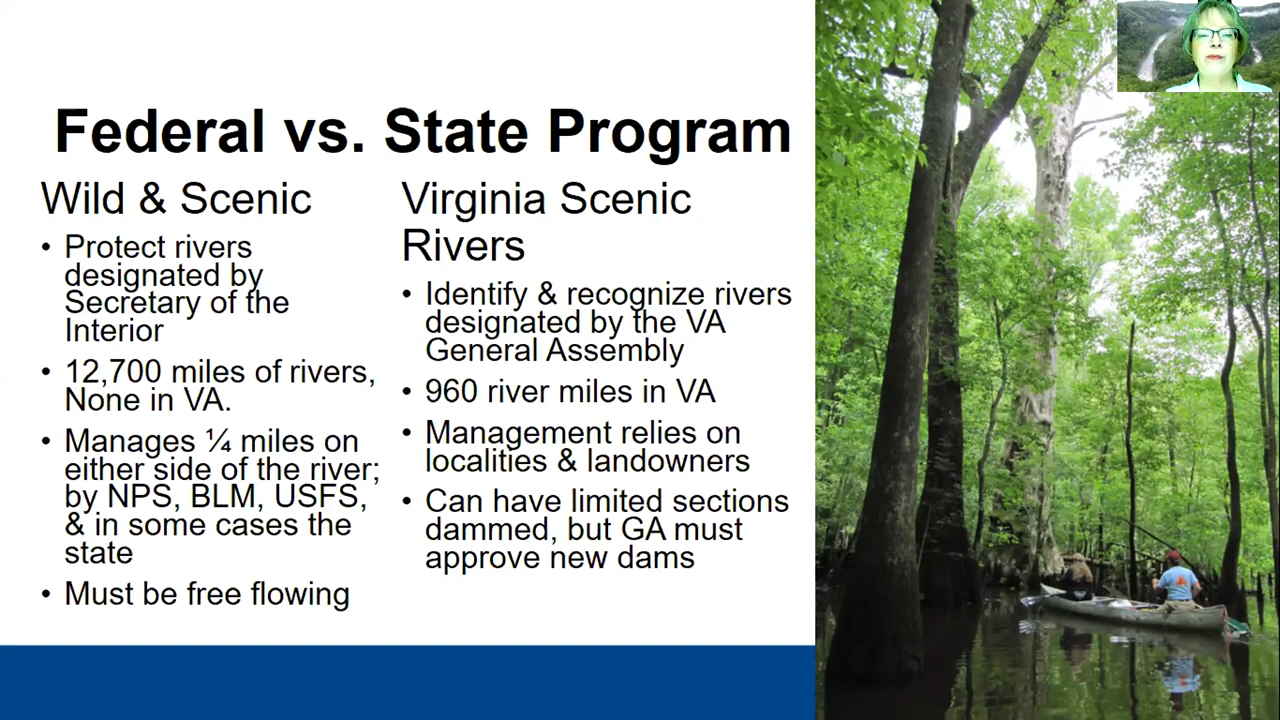 Federal vs. State Program
Wild & Scenic
• Protect rivers
designated by
Secretary of the
Interior
• 12,700 miles of rivers,
None in VA.
• Manages ¼ miles on
either side of the river;
by NPS, BLM, USFS,
& in some cases the
state
• Must be free flowing
Virginia Scenic
Rivers
• Identify & recognize rivers
designated by the VA
General Assembly
• 960 river miles in VA
• Management relies on
localities & landowners
• Can have limited sections
dammed, but GA must
approve new dams